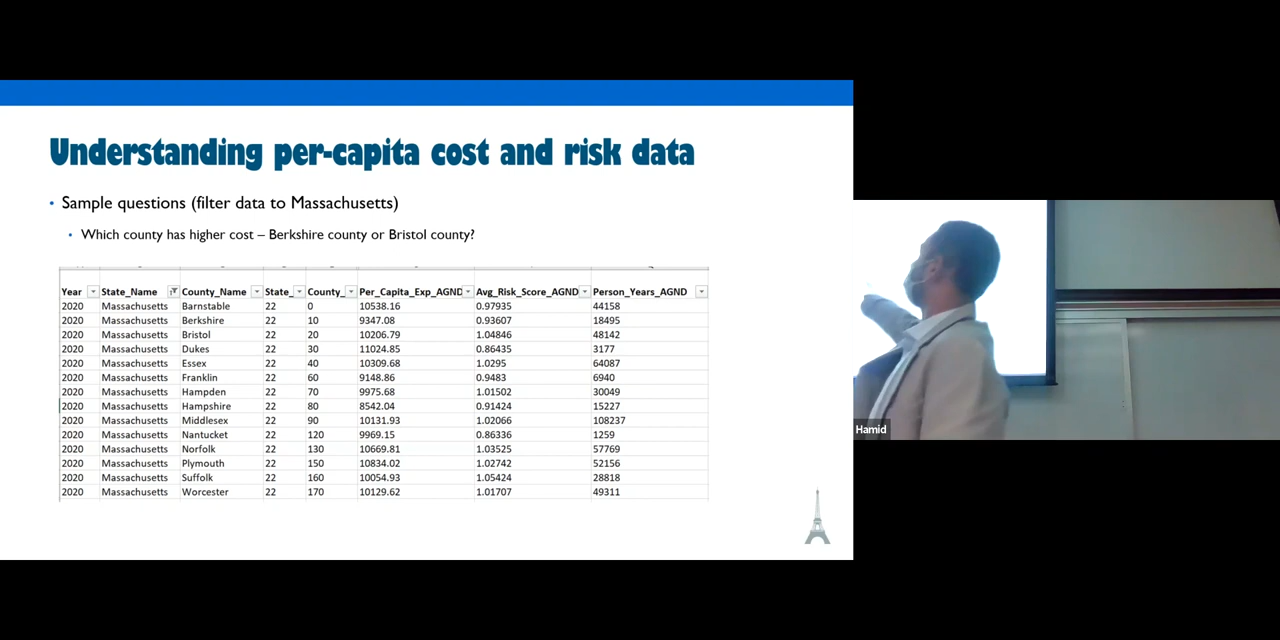 Understanding per-capita cost and risk data
• Sample questions (filter data to Massachusetts)
• Which county has higher cost – Berkshire county or Bristol county?
Year State_Name County_Name State_ County_ Per_Capita_Exp_AGND Avg_Risk_Score_AGND Person_Years_AGND
2020 Massachusetts Barnstable 22 0 10538.16 0.97935 44158
2020 Massachusetts Berkshire 22 10 9347.08 0.93607 18495
2020 Massachusetts Bristol 22 20 10206.79 1.04846 48142
2020 Massachusetts Dukes 22 30 11024.85 0.86435 3177
2020 Massachusetts Essex 22 40 10309.68 1.0295 64087
2020 Massachusetts Franklin 22 60 9148.86 0.9483 6940
2020 Massachusetts Hampden 22 70 9975.68 1.01502 30049
2020 Massachusetts Hampshire 22 80 8542.04 0.91424 15227
2020 Massachusetts Middlesex 22 90 10131.93 1.02066 108237
2020 Massachusetts Nantucket 22 120 9969.15 0.86336 1259
2020 Massachusetts Norfolk 22 130 10669.81 1.03525 57769
2020 Massachusetts Plymouth 22 150 10834.02 1.02742 52156
2020 Massachusetts Suffolk 22 160 10054.93 1.05424 28818
2020 Massachusetts Worcester 22 170 10129.62 1.01707 49311
Hamid